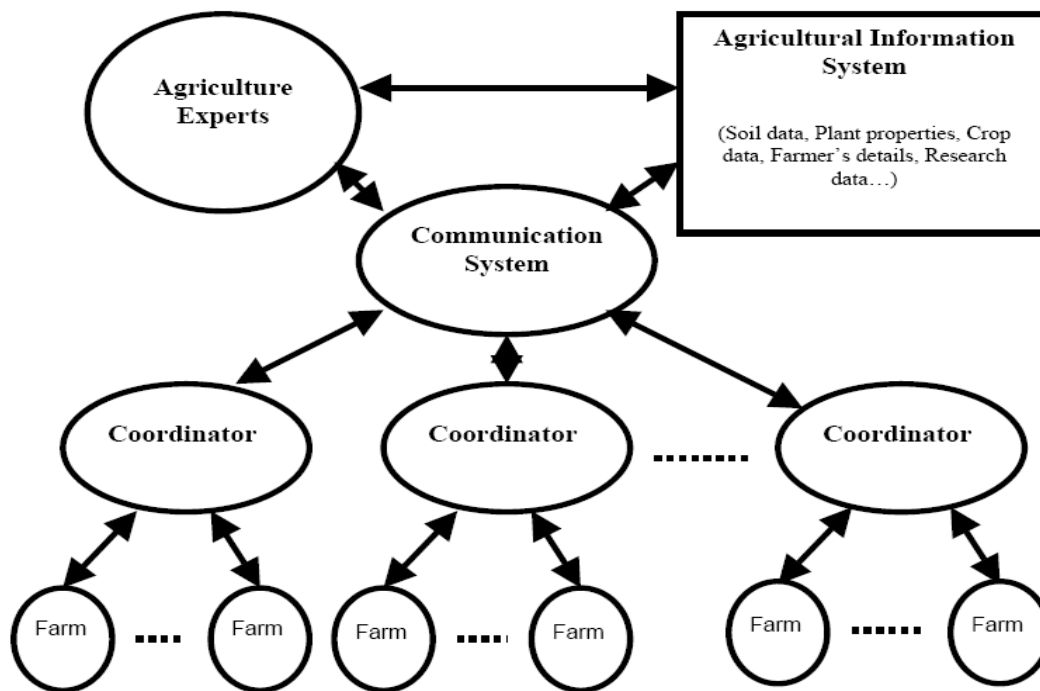 Agriculture
Experts
Agricultural Information
System
(Soil data, Plant properties, Crop
data, Farmer’s details, Research
data…)
Communication
System
Coordinator
Coordinator
Coordinator
Farm
Farm
Farm
Farm
Farm
Farm